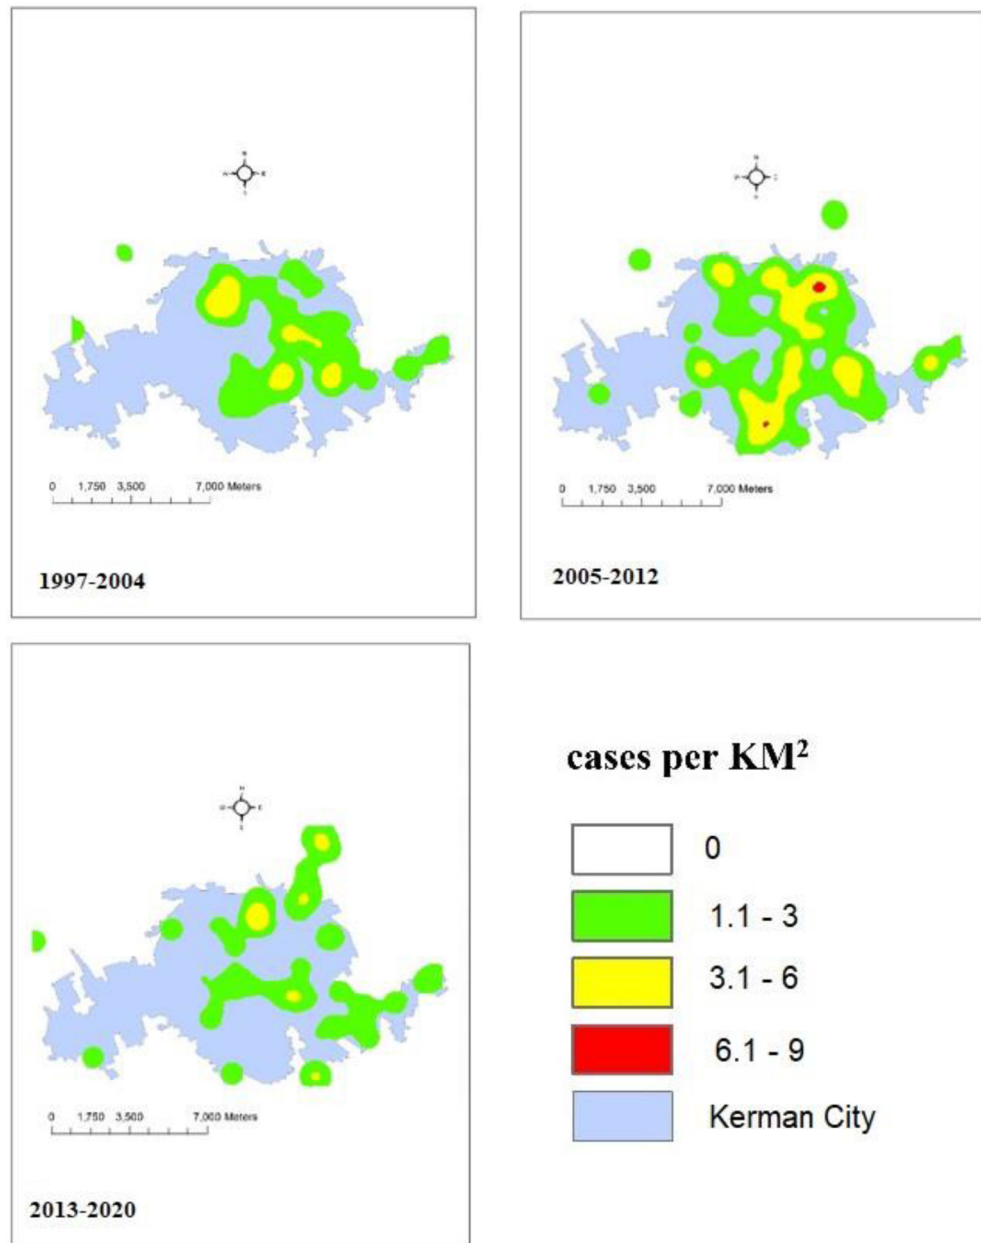 0 1,750 3,500 7,000 Meters
1997-2004
0 1,750 3,500 7,000 Meters
2005-2012
0 1,750 3,500 7,000 Meters
2013-2020
cases per KM²
0
1.1 - 3
3.1 - 6
6.1 - 9
Kerman City